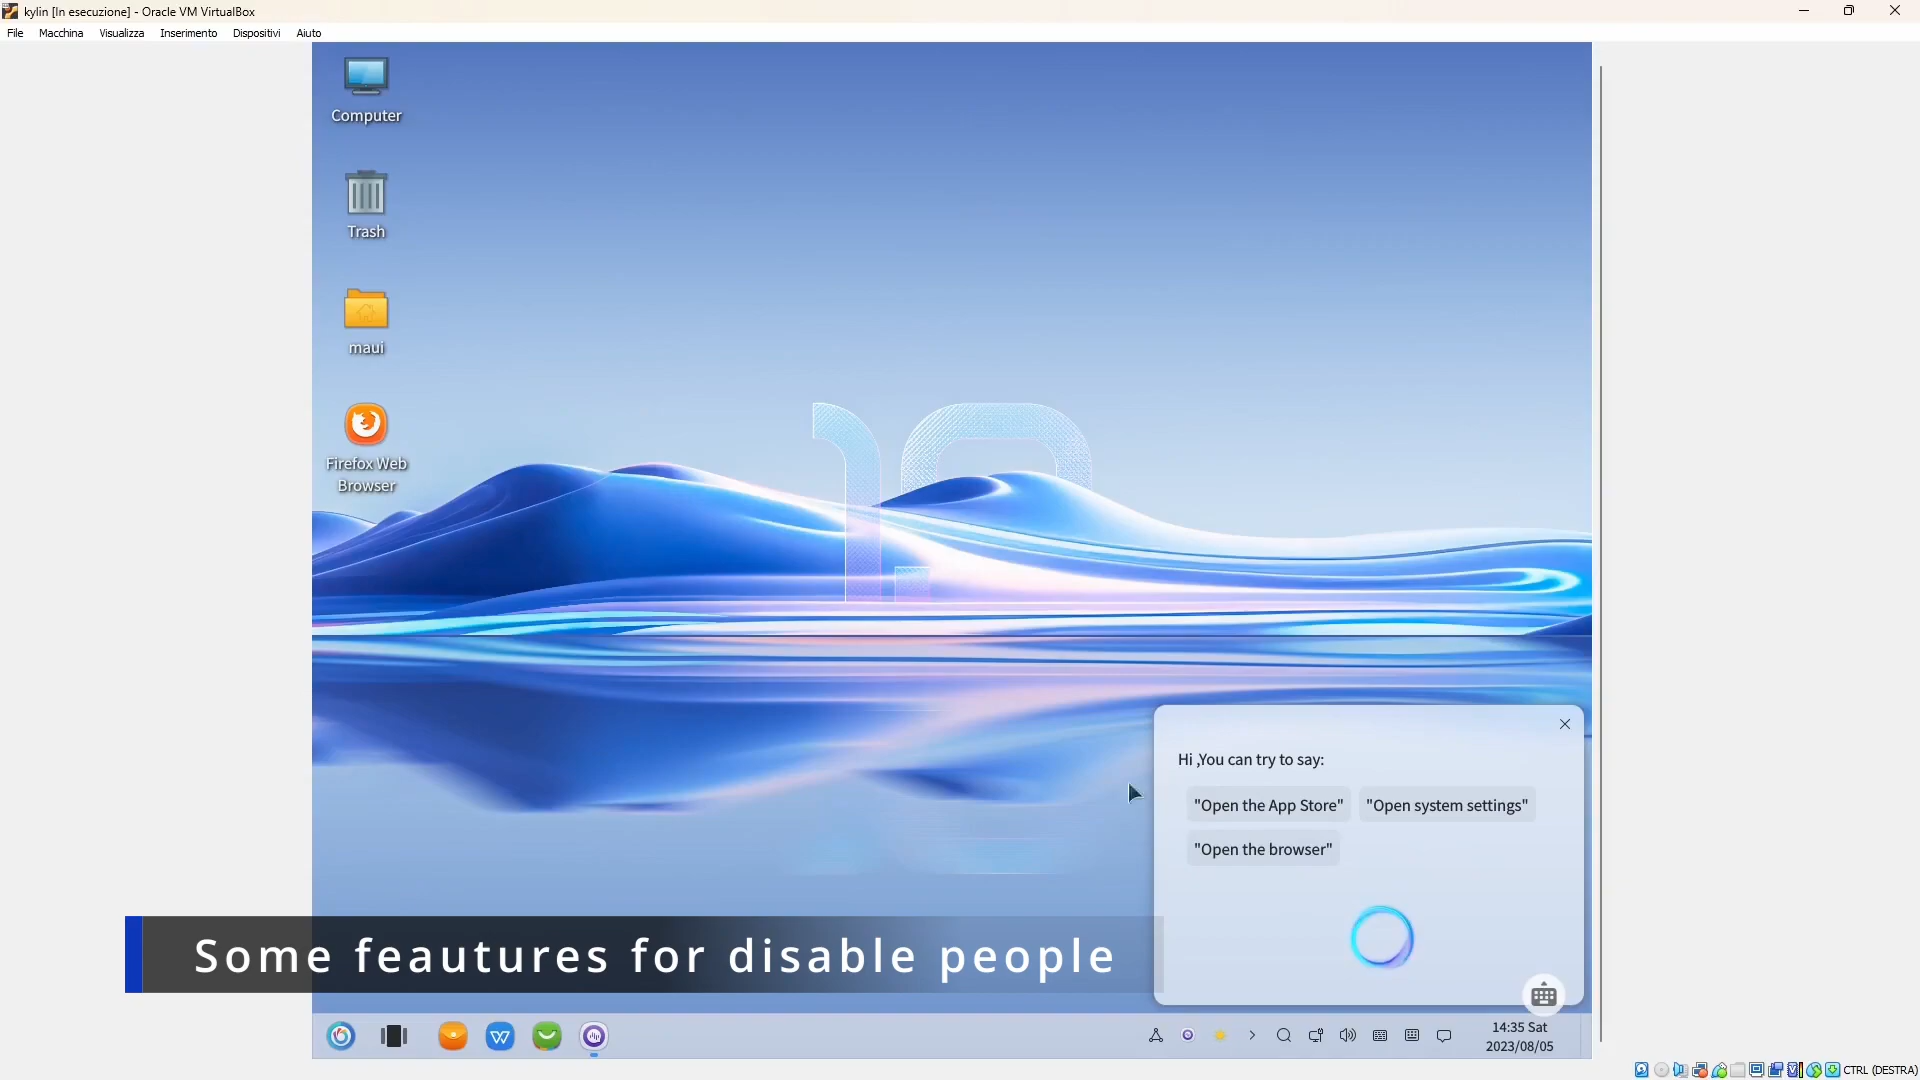 kylin [In esecuzione] - Oracle VM VirtualBox
File Macchina Visualizza Inserimento Dispositivi Aiuto
Computer
Trash
maui
Firefox Web
Browser
1.0
Hi ,You can try to say:
"Open the App Store" "Open system settings"
"Open the browser"
Some feautures for disable people
14:35 Sat
2023/08/05
CTRL (DESTRA)